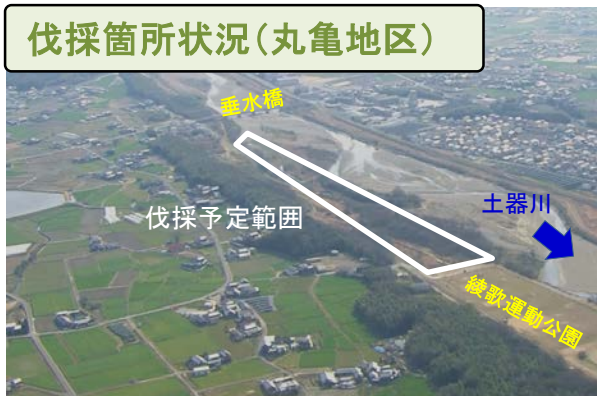 伐採箇所状況(丸亀地区)
垂水橋
土器川
伐採予定範囲
綾歌運動公園